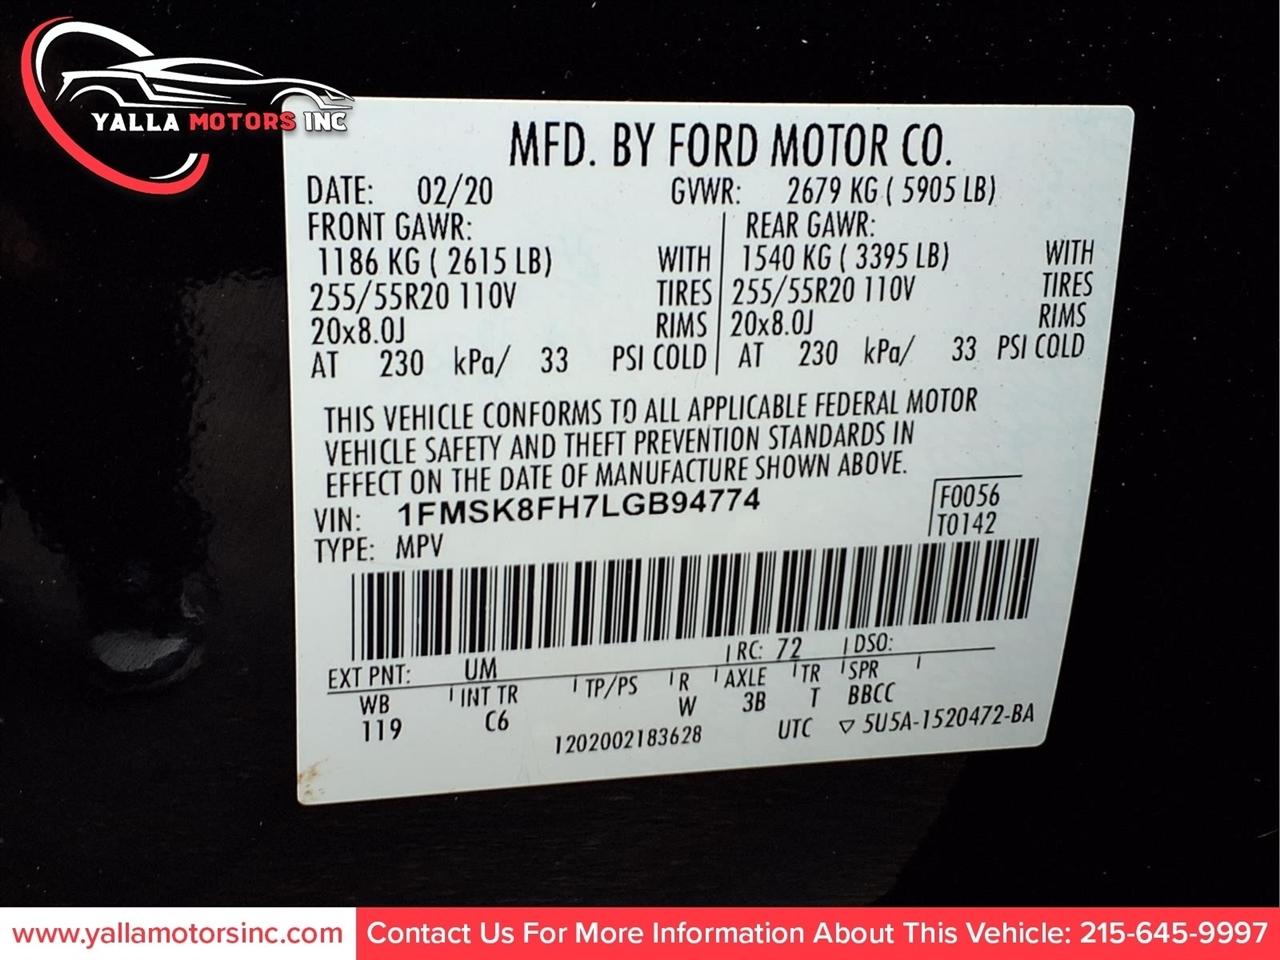 YALLA MOTORS INC
MFD. BY FORD MOTOR CO.
DATE: 02/20 GVWR: 2679 KG ( 5905 LB)
FRONT GAWR: REAR GAWR:
1186 KG ( 2615 LB) WITH 1540 KG ( 3395 LB) WITH
255/55R20 110V TIRES 255/55R20 110V TIRES
20x8.0J RIMS 20x8.0J RIMS
AT 230 kPa/ 33 PSI COLD AT 230 kPa/ 33 PSI COLD
THIS VEHICLE CONFORMS TO ALL APPLICABLE FEDERAL MOTOR
VEHICLE SAFETY AND THEFT PREVENTION STANDARDS IN
EFFECT ON THE DATE OF MANUFACTURE SHOWN ABOVE.
VIN: 1FMSK8FH7LGB94774 F0056
TYPE: MPV T0142
EXT PNT: UM RC: 72 DSO:
WB INT TR TP/PS R AXLE TR SPR
119 C6 W 3B T BBCC
1202002183628 UTC ▽ 5U5A-1520472-BA
www.yallamotorsinc.com Contact Us For More Information About This Vehicle: 215-645-9997